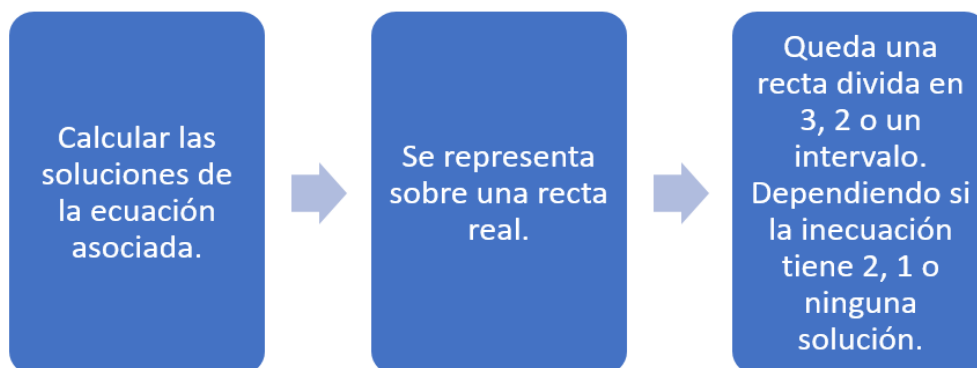 Calcular las
soluciones de
la ecuación
asociada.
Se representa
sobre una recta
real.
Queda una
recta divida en
3, 2 o un
intervalo.
Dependiendo si
la inecuación
tiene 2, 1 o
ninguna
solución.